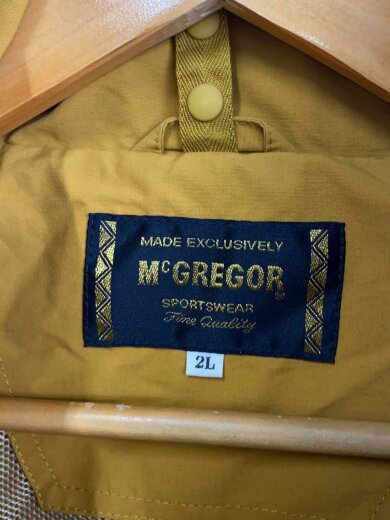 MADE EXCLUSIVELY
McGREGOR®
SPORTSWEAR
Fine Quality
2L